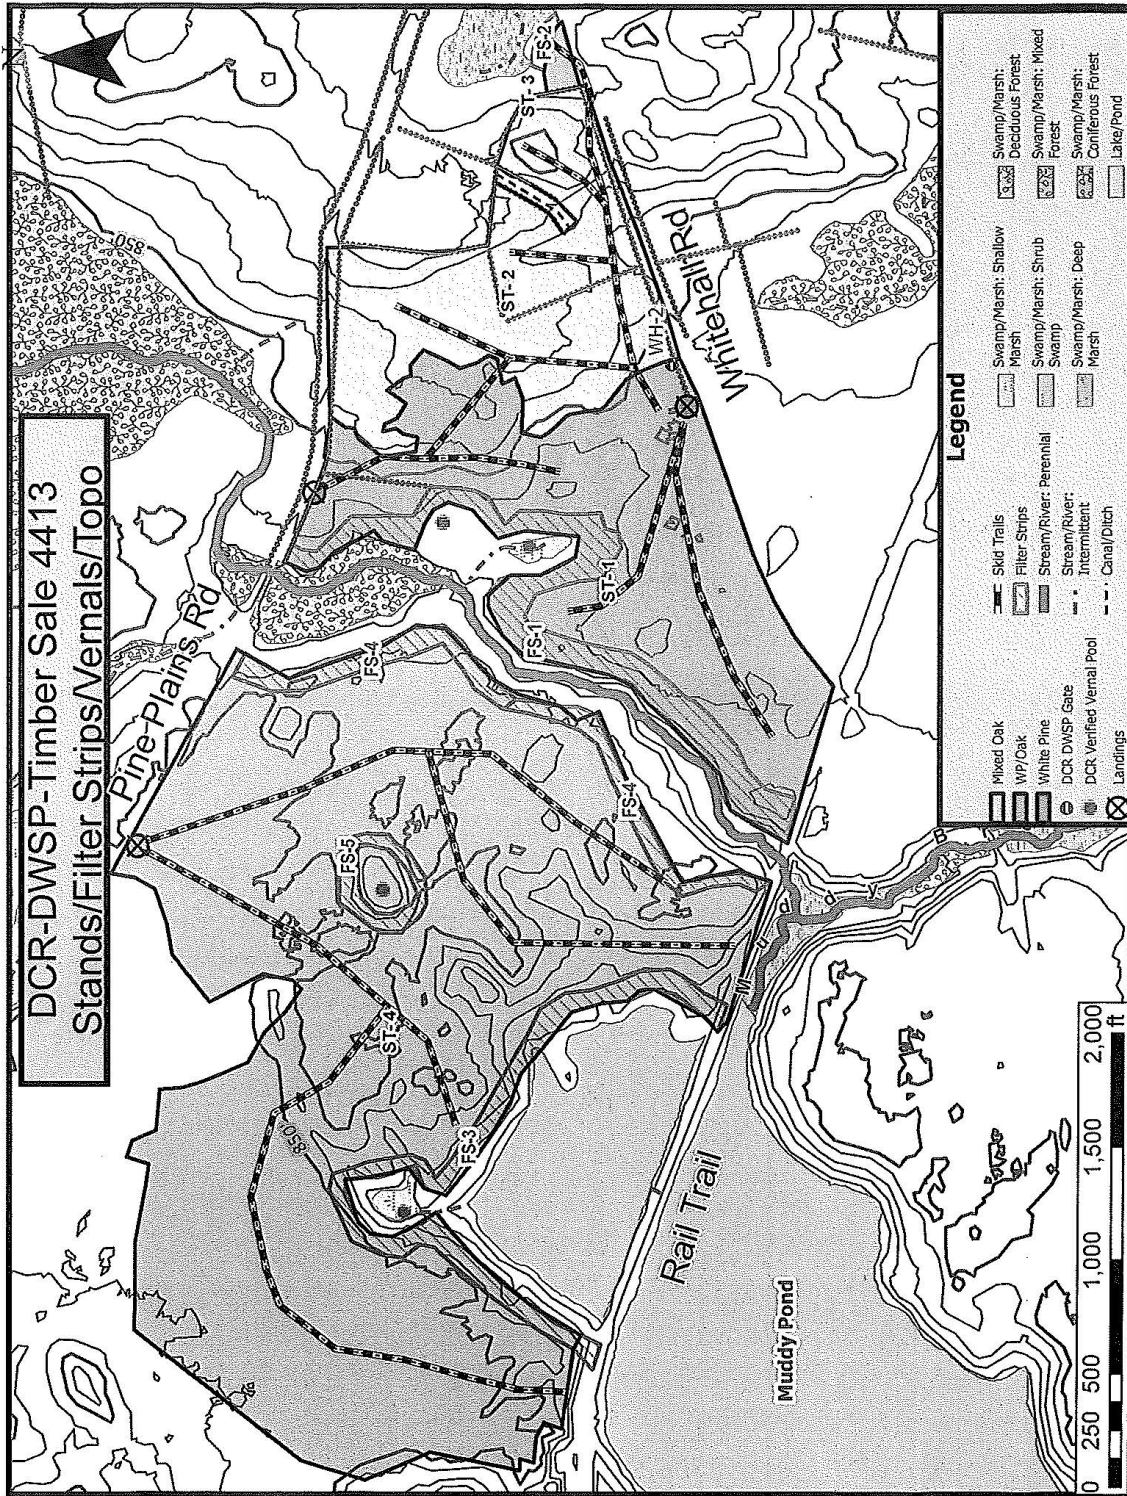 DCR-DWSP-Timber Sale 4413
Stands/Filter Strips/Vernals/Topo
Pine Plains Rd
850
FS-4
FS-5
ST-4
850
FS-3
FS-4
FS-1
ST-1
ST-2
ST-3
FS-2
WH-2
Whitehall Rd
Rail Trail
Muddy Pond
Legend
Mixed Oak
WP/Oak
White Pine
DCR DWSP Gate
DCR Verified Vernal Pool
Landings
Skid Trails
Filter Strips
Stream/River: Perennial
Stream/River:
Intermittent
Canal/Ditch
Swamp/Marsh: Shallow
Marsh
Swamp/Marsh: Shrub
Swamp
Swamp/Marsh: Deep
Marsh
Swamp/Marsh:
Deciduous Forest
Swamp/Marsh: Mixed
Forest
Swamp/Marsh:
Coniferous Forest
Lake/Pond
0 250 500 1,000 1,500 2,000
ft